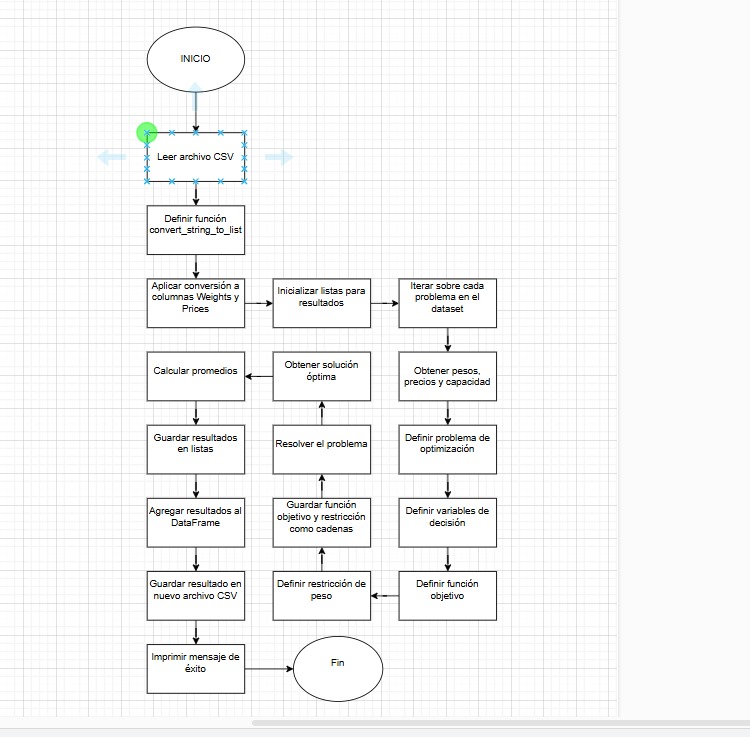 INICIO
Leer archivo CSV
Definir función
convert_string_to_list
Aplicar conversión a
columnas Weights y
Prices
Inicializar listas para
resultados
Iterar sobre cada
problema en el
dataset
Obtener pesos,
precios y capacidad
Definir problema de
optimización
Definir variables de
decisión
Definir función
objetivo
Definir restricción de
peso
Guardar función
objetivo y restricción
como cadenas
Resolver el problema
Obtener solución
óptima
Calcular promedios
Guardar resultados
en listas
Agregar resultados al
DataFrame
Guardar resultado en
nuevo archivo CSV
Imprimir mensaje de
éxito
Fin